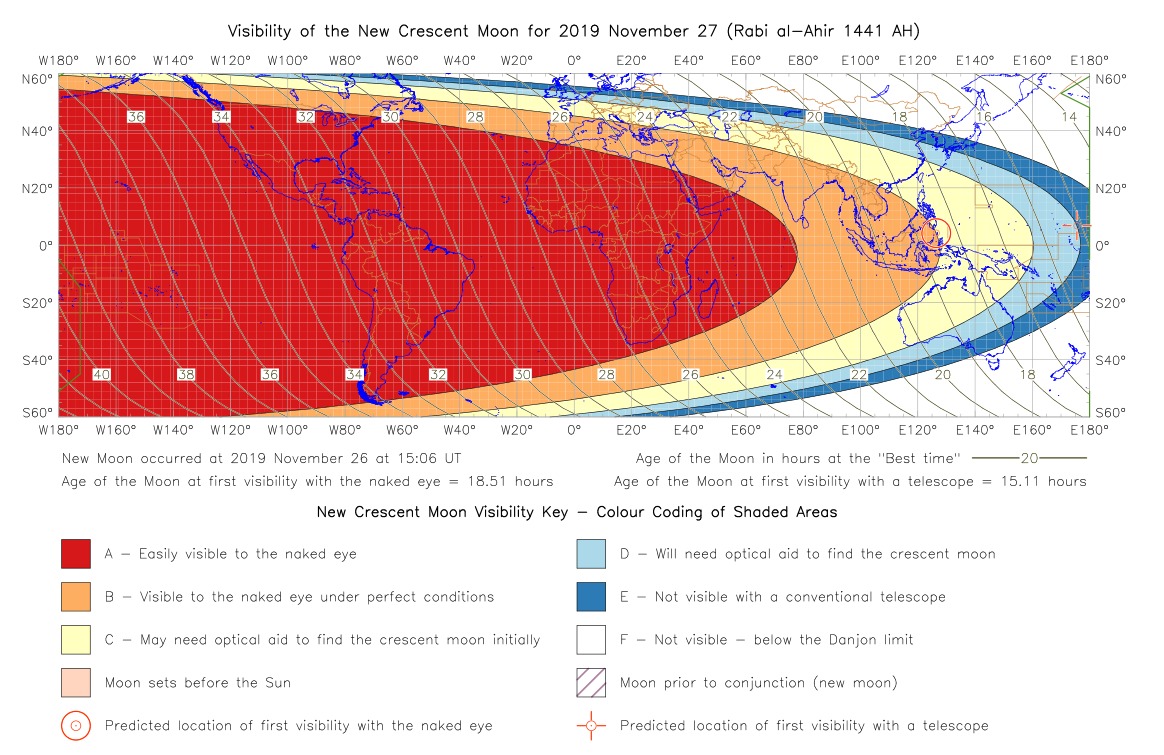 Visibility of the New Crescent Moon for 2019 November 27 (Rabi al-Ahir 1441 AH)
W180° W160° W140° W120° W100° W80° W60° W40° W20° 0° E20° E40° E60° E80° E100° E120° E140° E160° E180°
N60° N60°
36 34 32 30 28 26 24 22 20 18 16 14
N40° N40°
N20° N20°
0° 0°
S20° S20°
S40° S40°
40 38 36 34 32 30 28 26 24 22 20 18
S60° S60°
W180° W160° W140° W120° W100° W80° W60° W40° W20° 0° E20° E40° E60° E80° E100° E120° E140° E160° E180°
New Moon occurred at 2019 November 26 at 15:06 UT
Age of the Moon in hours at the "Best time" 20
Age of the Moon at first visibility with the naked eye = 18.51 hours
Age of the Moon at first visibility with a telescope = 15.11 hours
New Crescent Moon Visibility Key – Colour Coding of Shaded Areas
A – Easily visible to the naked eye
B – Visible to the naked eye under perfect conditions
C – May need optical aid to find the crescent moon initially
Moon sets before the Sun
Predicted location of first visibility with the naked eye
D – Will need optical aid to find the crescent moon
E – Not visible with a conventional telescope
F – Not visible – below the Danjon limit
Moon prior to conjunction (new moon)
Predicted location of first visibility with a telescope